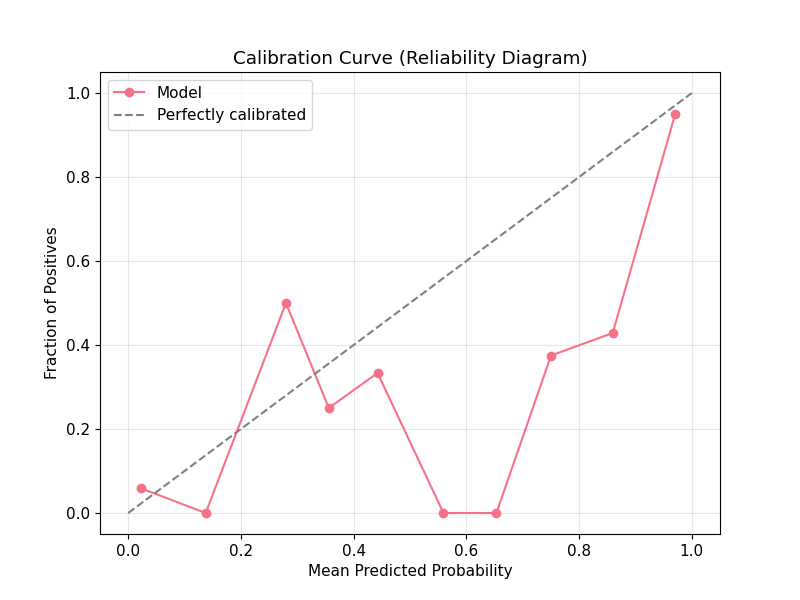 Calibration Curve (Reliability Diagram)
Model
Perfectly calibrated
Fraction of Positives
1.0
0.8
0.6
0.4
0.2
0.0
0.0 0.2 0.4 0.6 0.8 1.0
Mean Predicted Probability